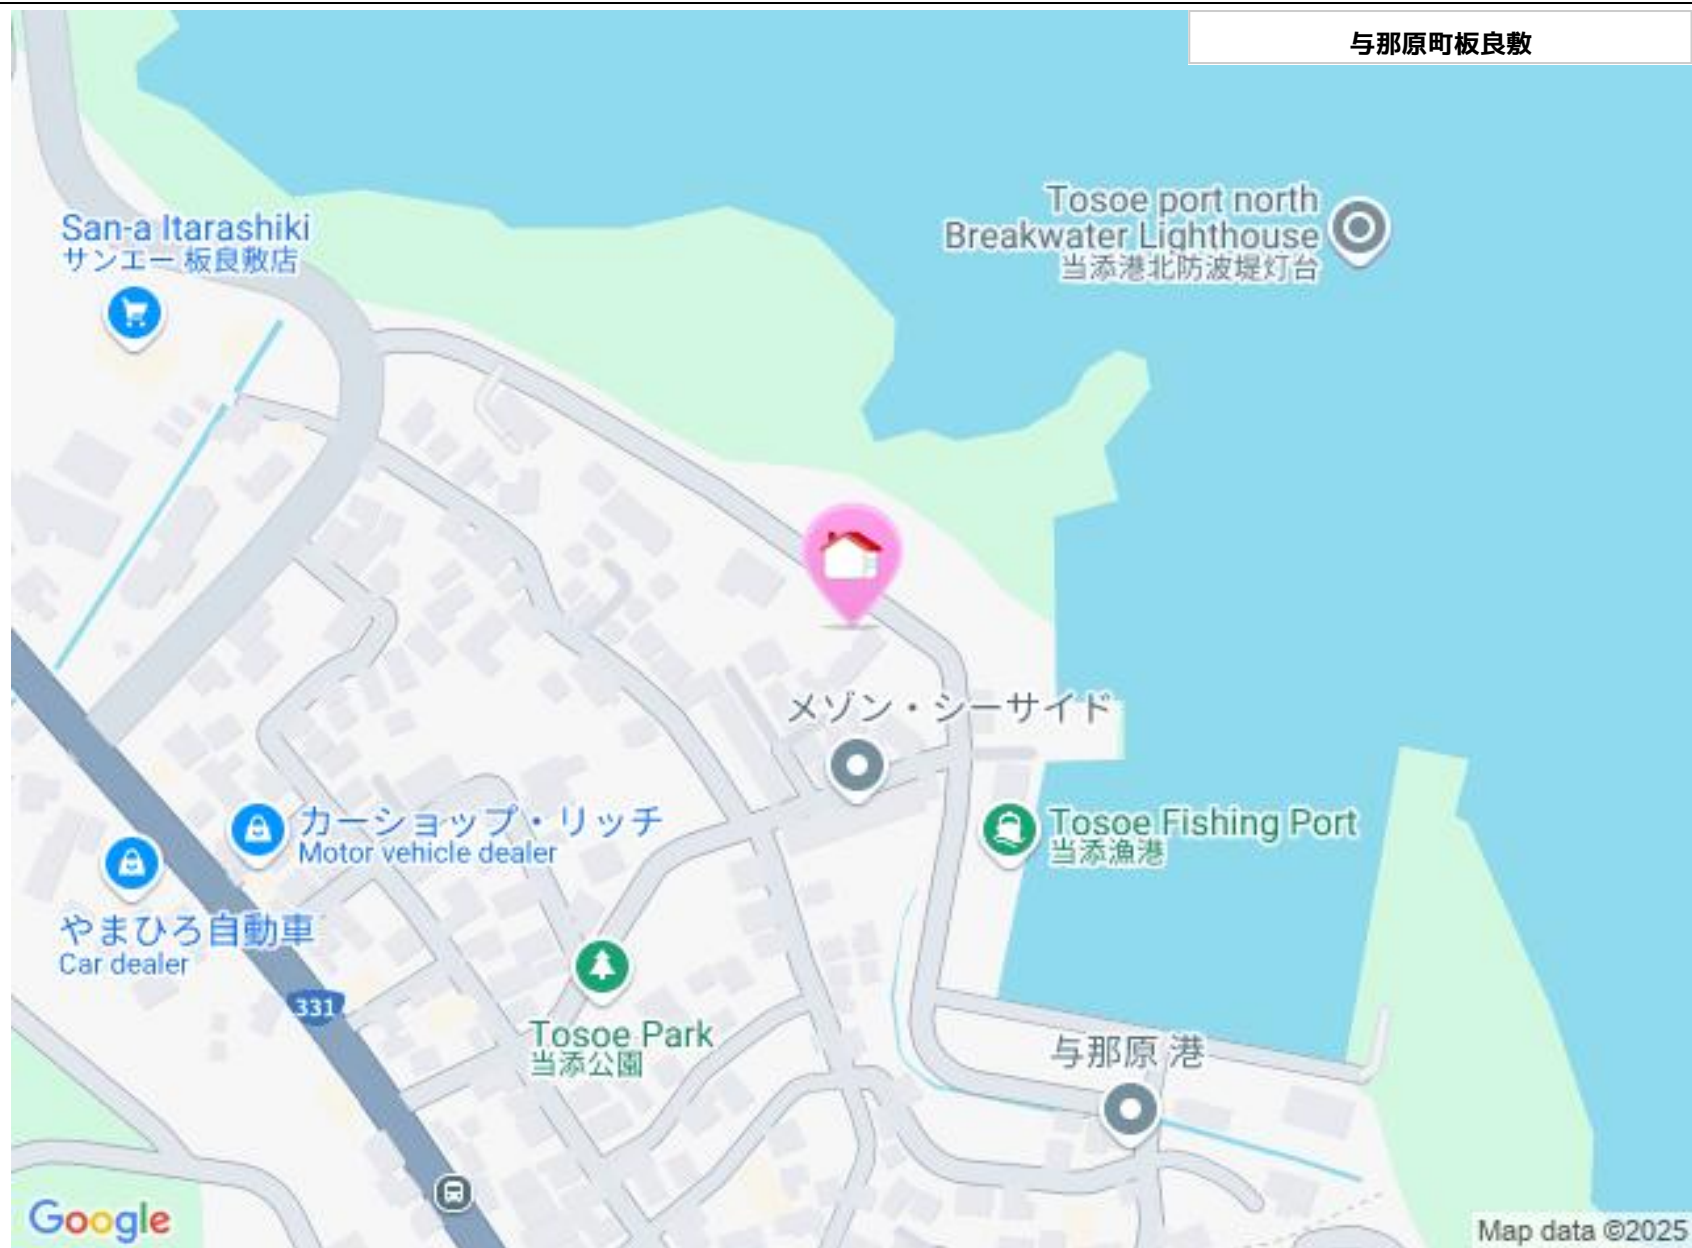 与那原町板良敷
Tosoe port north
Breakwater Lighthouse
当添港北防波堤灯台
San-a Itarashiki
サンエー 板良敷店
メゾン・シーサイド
カーショップ・リッチ
Motor vehicle dealer
Tosoe Fishing Port
当添漁港
やまひろ自動車
Car dealer
331
Tosoe Park
当添公園
与那原 港
Google
Map data ©2025